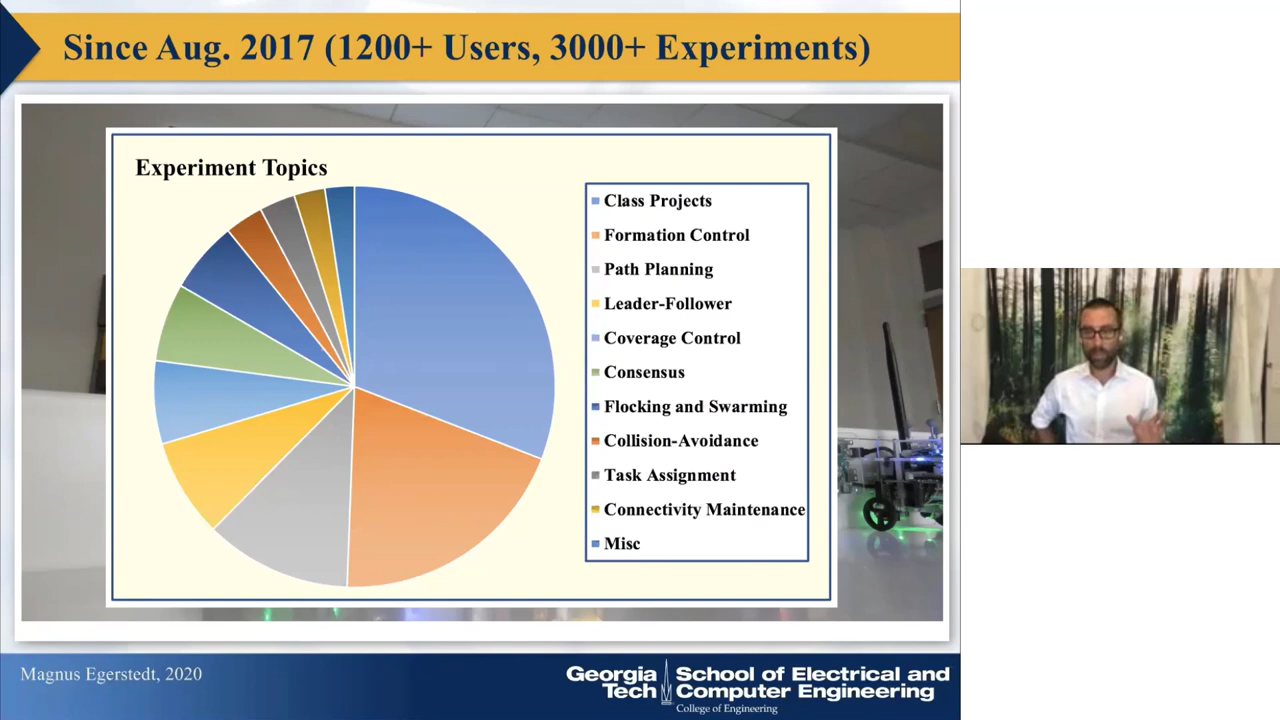 Since Aug. 2017 (1200+ Users, 3000+ Experiments)
Experiment Topics
Class Projects
Formation Control
Path Planning
Leader-Follower
Coverage Control
Consensus
Flocking and Swarming
Collision-Avoidance
Task Assignment
Connectivity Maintenance
Misc
Magnus Egerstedt, 2020
Georgia
Tech
School of Electrical and
Computer Engineering
College of Engineering